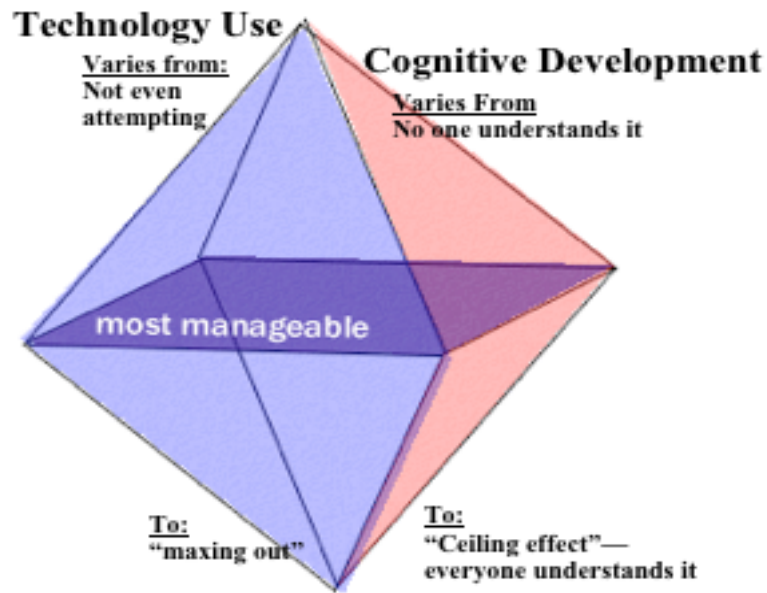 Technology Use
Varies from:
Not even
attempting
Cognitive Development
Varies From
No one understands it
most manageable
To:
“maxing out”
To:
“Ceiling effect”—
everyone understands it